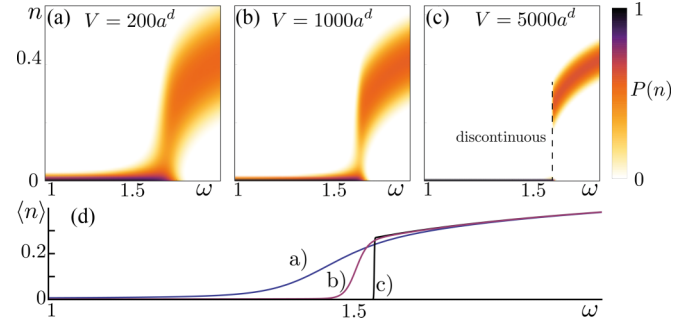 n (a) V = 200a^d (b) V = 1000a^d (c) V = 5000a^d 1
0.4
P(n)
discontinuous
0 0
1 1.5 ω 1 1.5 ω 1 1.5 ω
⟨n⟩ (d)
0.2 a)
b) c)
0
1 1.5 ω